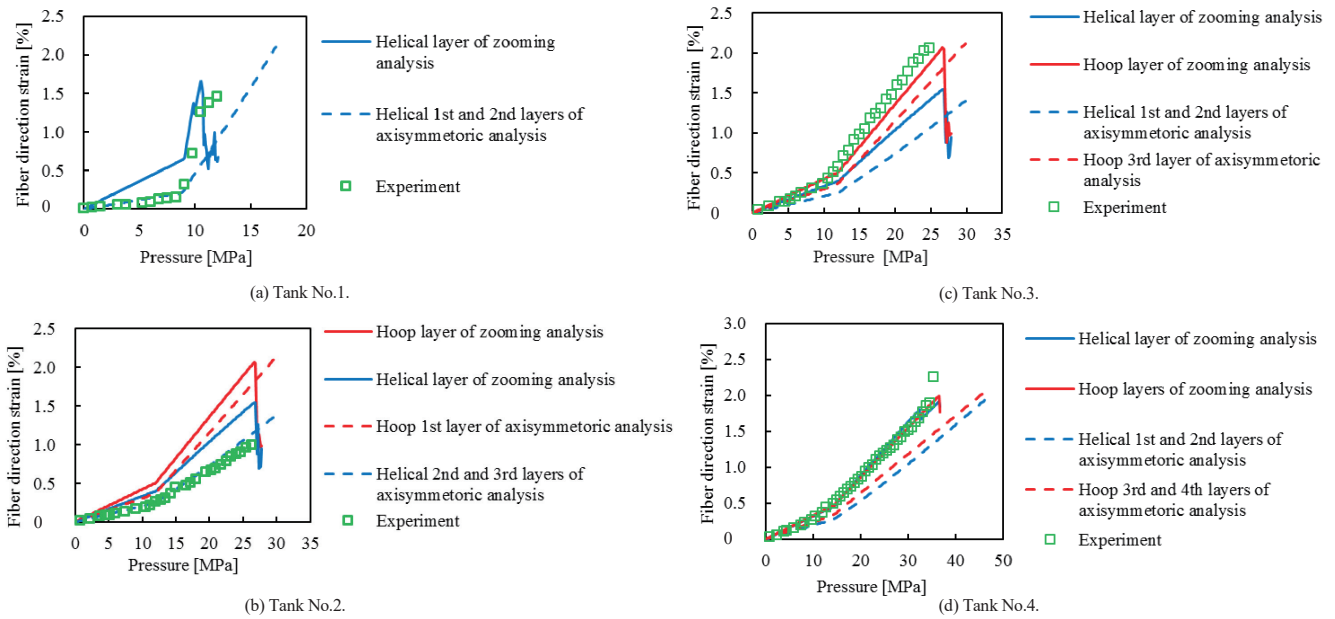 Fiber direction strain [%]
2.5
2.0
1.5
1.0
0.5
0
0
5
10
15
20
Pressure [MPa]
Helical layer of zooming
analysis
Helical 1st and 2nd layers of
axisymmetoric analysis
Experiment
(a) Tank No.1.
Fiber direction strain [%]
2.5
2.0
1.5
1.0
0.5
0
0
5
10
15
20
25
30
35
Pressure [MPa]
Hoop layer of zooming analysis
Helical layer of zooming analysis
Hoop 1st layer of axisymmetoric analysis
Helical 2nd and 3rd layers of
axisymmetoric analysis
Experiment
(b) Tank No.2.
Fiber direction strain [%]
2.5
2.0
1.5
1.0
0.5
0
0
5
10
15
20
25
30
35
Pressure [MPa]
Helical layer of zooming analysis
Hoop layer of zooming analysis
Helical 1st and 2nd layers of
axisymmetoric analysis
Hoop 3rd layer of axisymmetoric
analysis
Experiment
(c) Tank No.3.
Fiber direction strain [%]
3.0
2.5
2.0
1.5
1.0
0.5
0
0
10
20
30
40
50
Pressure [MPa]
Helical layer of zooming analysis
Hoop layers of zooming analysis
Helical 1st and 2nd layers of
axisymmetoric analysis
Hoop 3rd and 4th layers of
axisymmetoric analysis
Experiment
(d) Tank No.4.